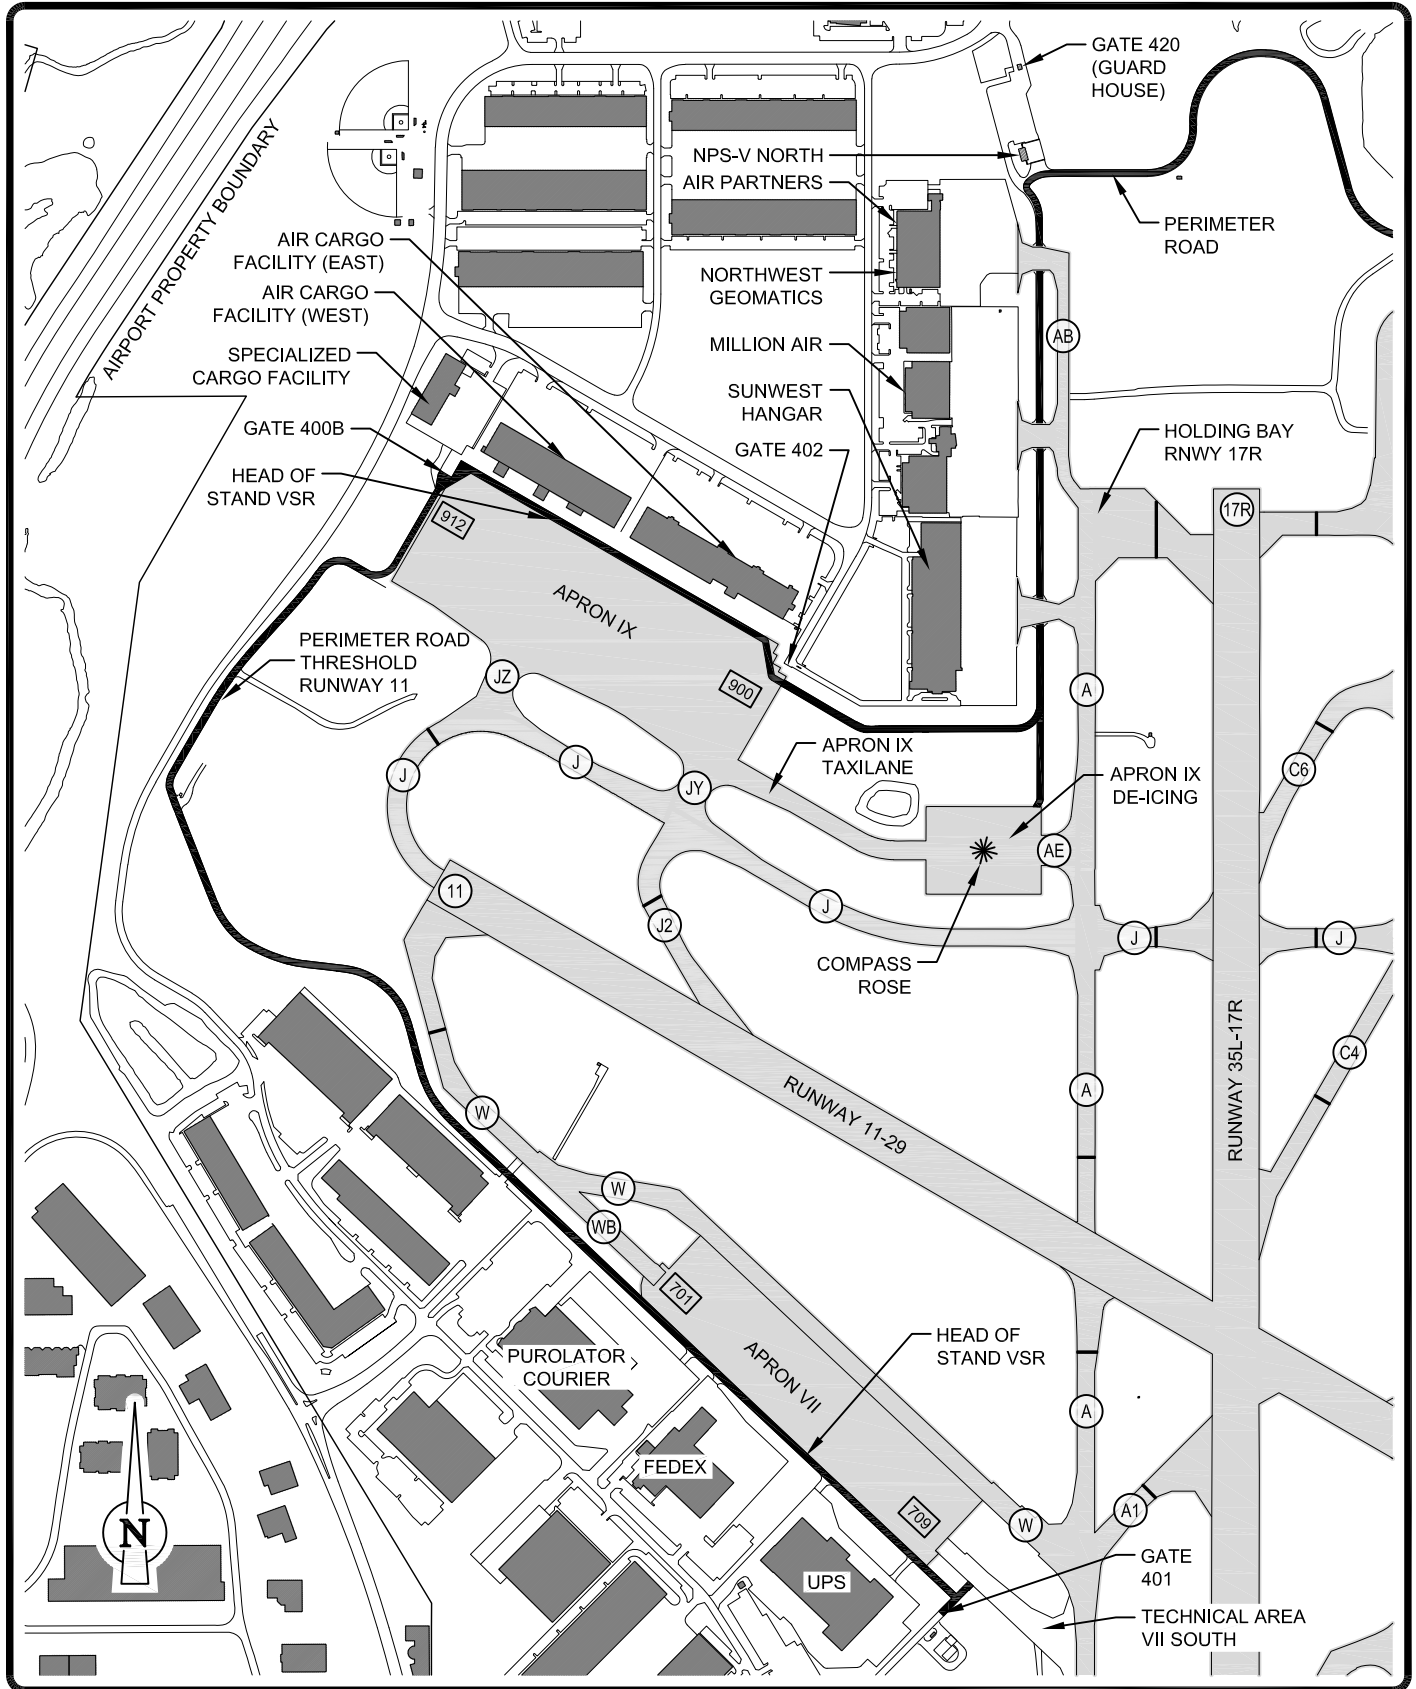 GATE 420
(GUARD
HOUSE)
NPS-V NORTH
AIR PARTNERS
PERIMETER
ROAD
AIRPORT PROPERTY BOUNDARY
AIR CARGO
FACILITY (EAST)
AIR CARGO
FACILITY (WEST)
SPECIALIZED
CARGO FACILITY
GATE 400B
HEAD OF
STAND VSR
NORTHWEST
GEOMATICS
MILLION AIR
SUNWEST
HANGAR
GATE 402
AB
HOLDING BAY
RNWY 17R
17R
912
APRON IX
PERIMETER ROAD
THRESHOLD
RUNWAY 11
JZ
900
A
J
J
JY
APRON IX
TAXILANE
APRON IX
DE-ICING
C6
AE
11
J2
J
J
J
COMPASS
ROSE
RUNWAY 35L-17R
C4
A
RUNWAY 11-29
W
W
WB
701
APRON VII
HEAD OF
STAND VSR
PUROLATOR
COURIER
A
FEDEX
709
W
A1
N
UPS
GATE
401
TECHNICAL AREA
VII SOUTH